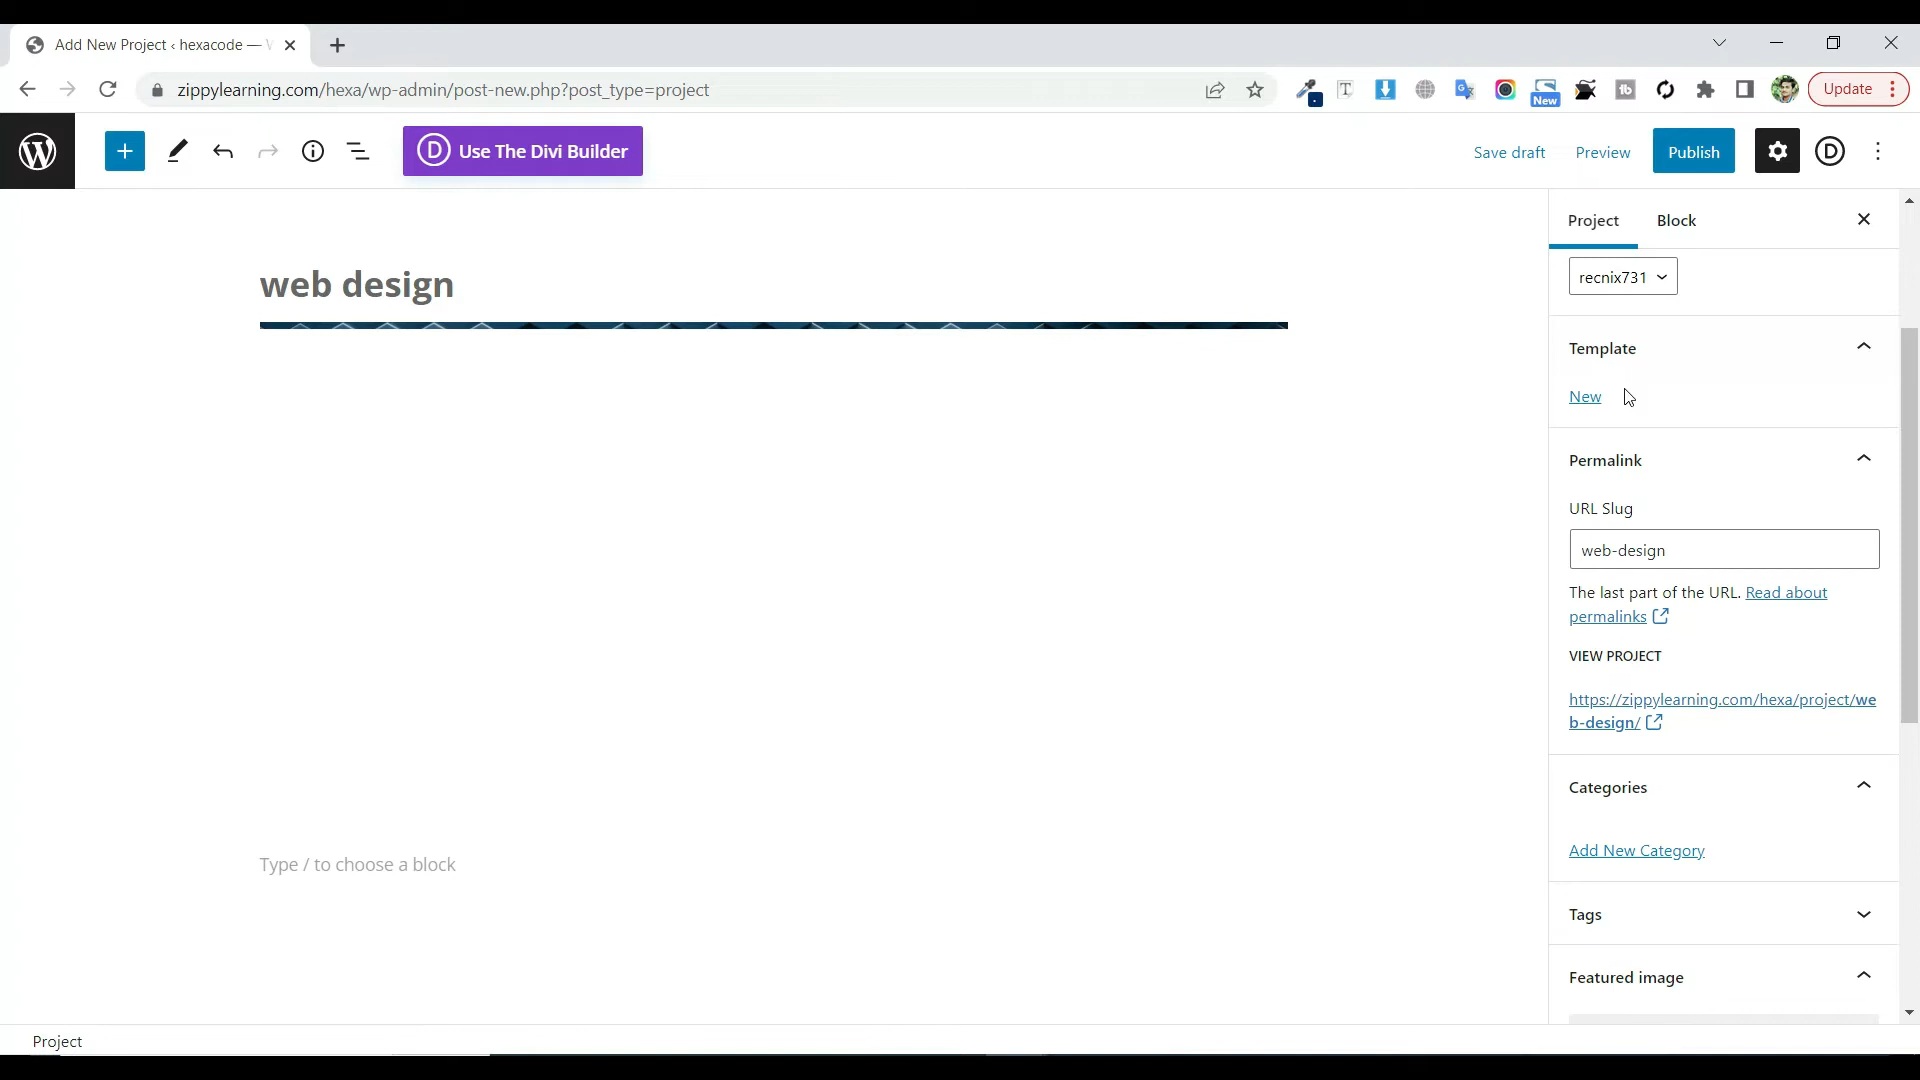 Add New Project ‹ hexacode —
zippylearning.com/hexa/wp-admin/post-new.php?post_type=project
New
Update
Use The Divi Builder
Save draft
Preview
Publish
Project
Block
web design
recnix731
Template
New
Permalink
URL Slug
web-design
The last part of the URL. Read about
permalinks
VIEW PROJECT
https://zippylearning.com/hexa/project/we
b-design/
Categories
Type / to choose a block
Add New Category
Tags
Featured image
Project